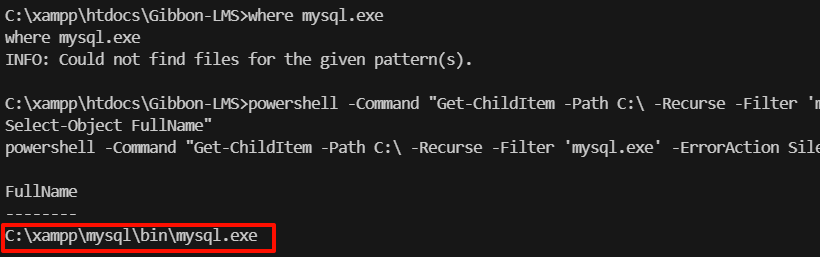 C:\xampp\htdocs\Gibbon-LMS>where mysql.exe
where mysql.exe
INFO: Could not find files for the given pattern(s).
C:\xampp\htdocs\Gibbon-LMS>powershell -Command "Get-ChildItem -Path C:\ -Recurse -Filter 'm
Select-Object FullName"
powershell -Command "Get-ChildItem -Path C:\ -Recurse -Filter 'mysql.exe' -ErrorAction Sile
FullName
--------
C:\xampp\mysql\bin\mysql.exe